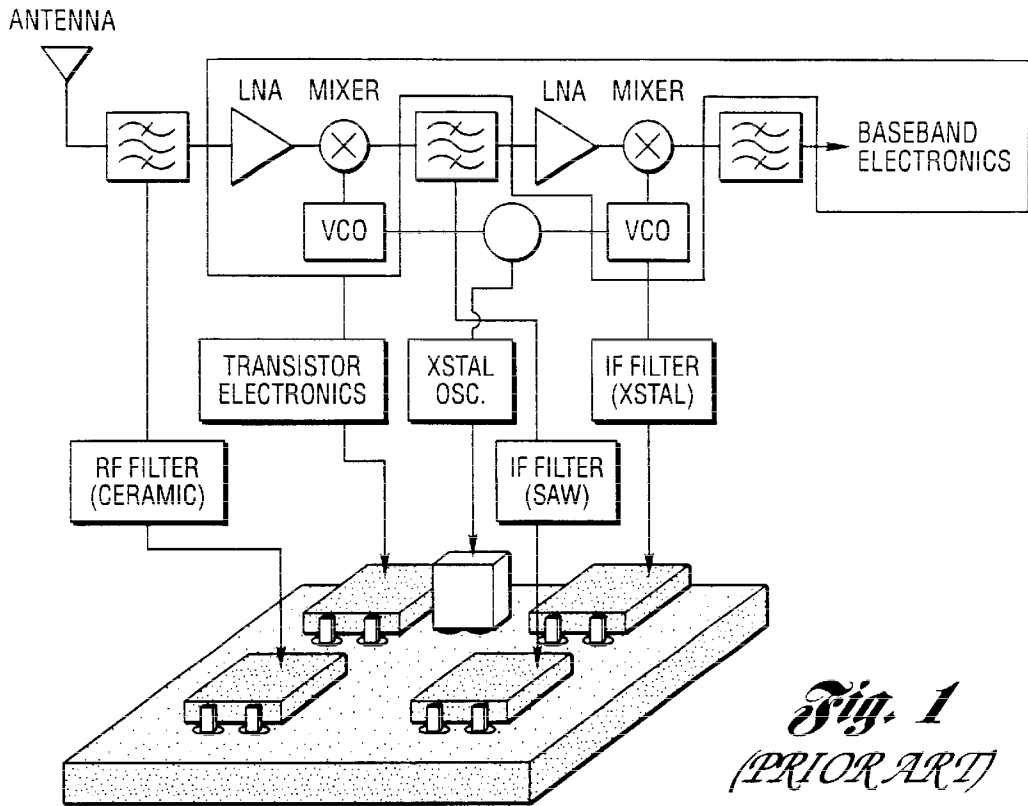 ANTENNA
LNA
MIXER
LNA
MIXER
BASEBAND
ELECTRONICS
VCO
VCO
TRANSISTOR
ELECTRONICS
XSTAL
OSC.
IF FILTER
(XSTAL)
RF FILTER
(CERAMIC)
IF FILTER
(SAW)
Fig. 1
(PRIOR ART)